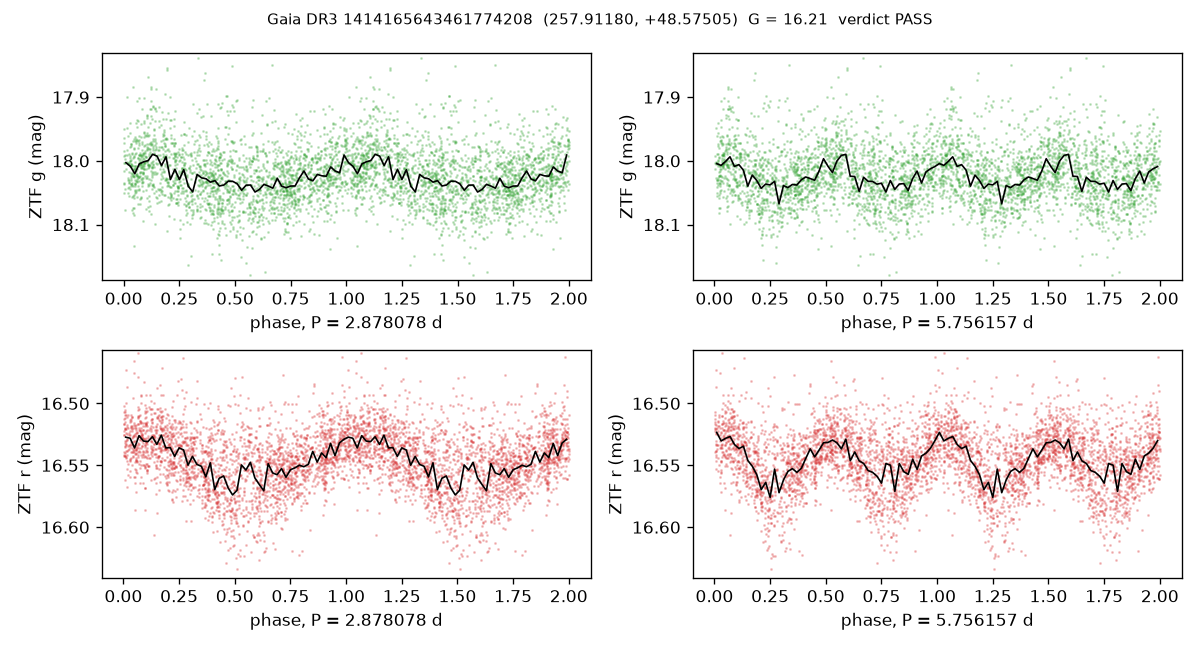 Gaia DR3 1414165643461774208  (257.91180, +48.57505)  G = 16.21  verdict PASS
ZTF g (mag)
17.9
18.0
18.1
0.00 0.25 0.50 0.75 1.00 1.25 1.50 1.75 2.00
phase, P = 2.878078 d
ZTF g (mag)
17.9
18.0
18.1
0.00 0.25 0.50 0.75 1.00 1.25 1.50 1.75 2.00
phase, P = 5.756157 d
ZTF r (mag)
16.50
16.55
16.60
0.00 0.25 0.50 0.75 1.00 1.25 1.50 1.75 2.00
phase, P = 2.878078 d
ZTF r (mag)
16.50
16.55
16.60
0.00 0.25 0.50 0.75 1.00 1.25 1.50 1.75 2.00
phase, P = 5.756157 d